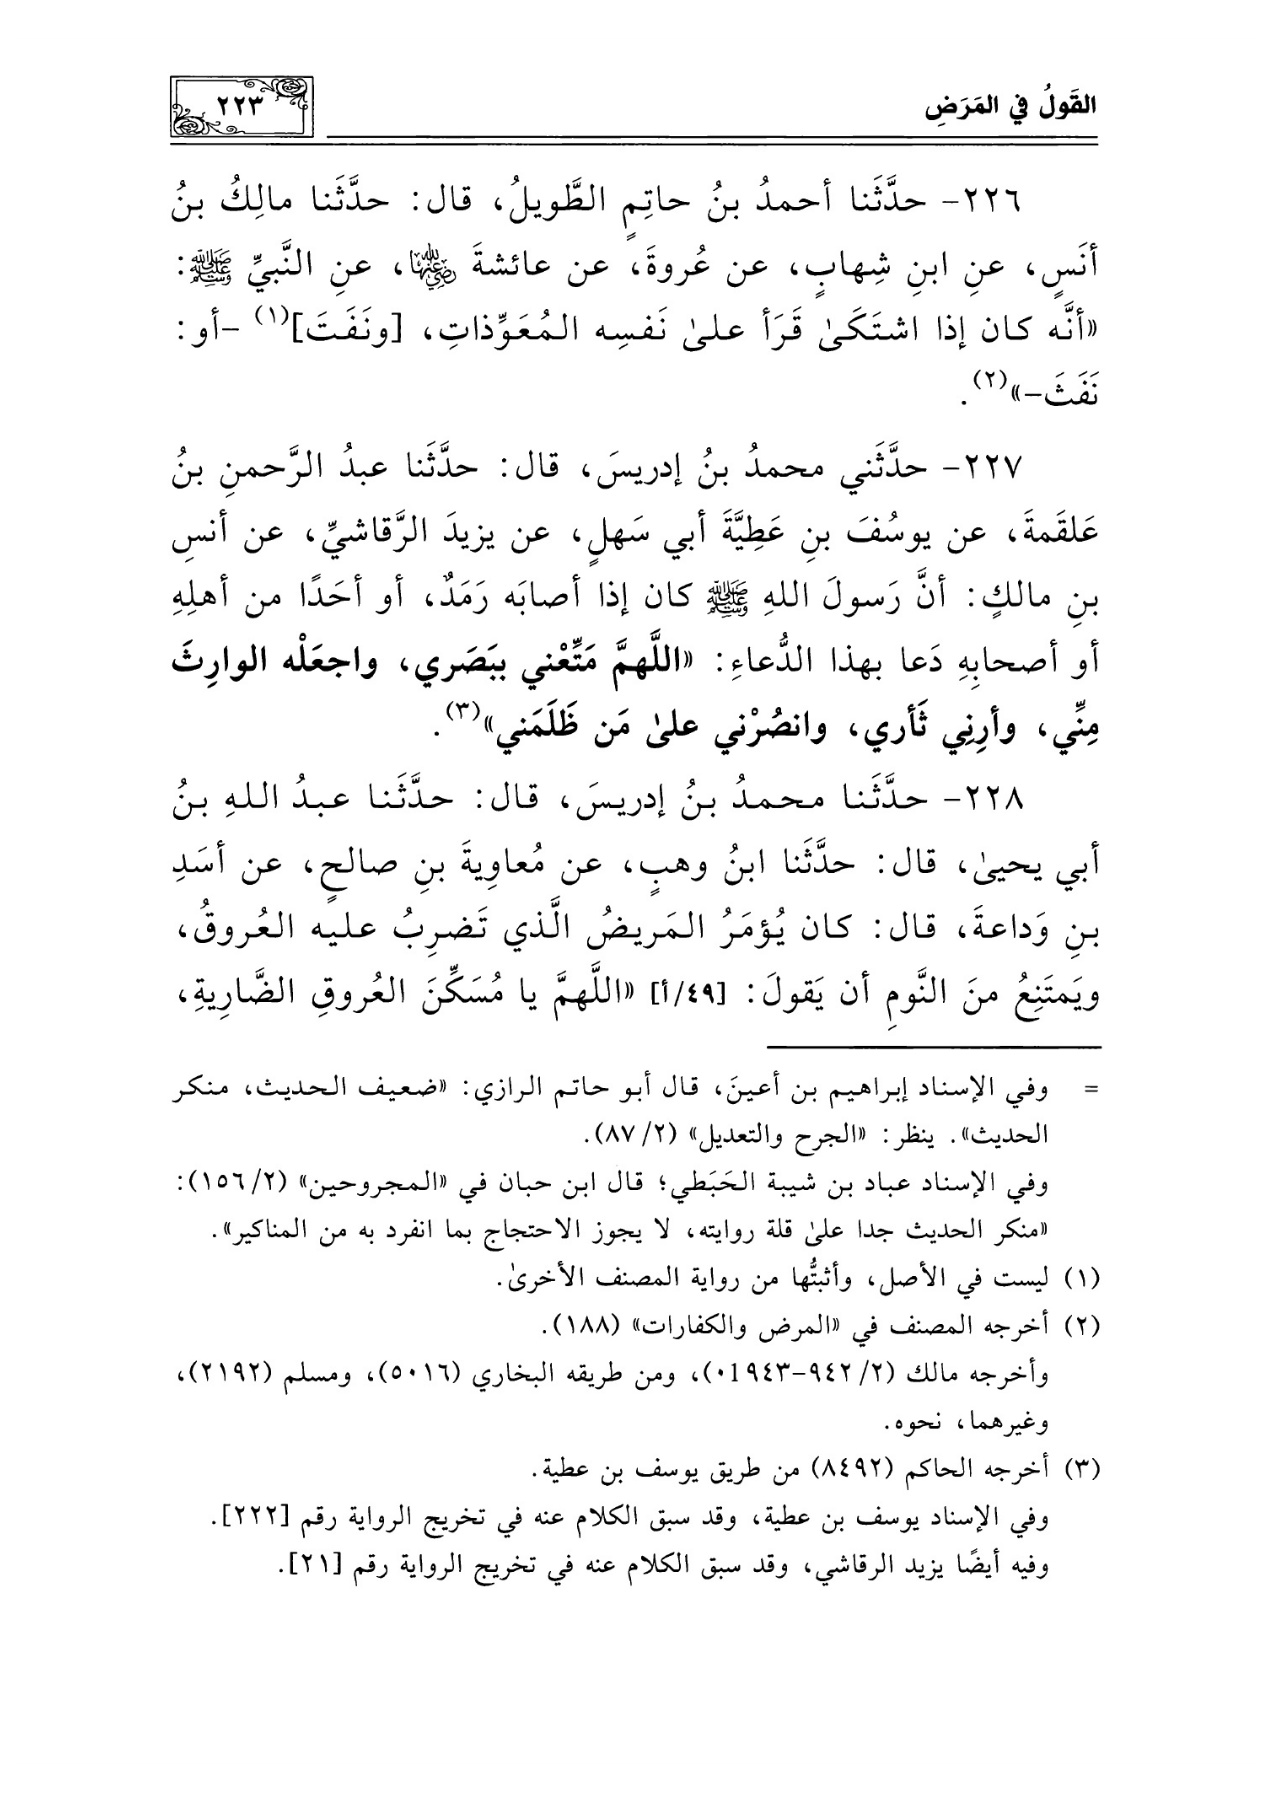 القَولُ في المَرَضِ
٢٢٣
٢٢٦- حدَّثَنا أحمدُ بنُ حاتِمٍ الطَّويلُ، قال: حدَّثَنا مالِكُ بنُ
أنَسٍ، عنِ ابنِ شِهابٍ، عن عُروةَ، عن عائشةَ رضي الله عنها، عنِ النَّبيِّ ﷺ:
«أنَّه كان إذا اشتَكَىٰ قَرَأ علىٰ نَفسِه المُعَوِّذاتِ، [ونَفَتَ](١) -أو:
نَفَثَ-»(٢).
٢٢٧- حدَّثَني محمدُ بنُ إدريسَ، قال: حدَّثَنا عبدُ الرَّحمنِ بنُ
عَلقَمةَ، عن يوسُفَ بنِ عَطِيَّةَ أبي سَهلٍ، عن يزيدَ الرَّقاشيِّ، عن أنسِ
بنِ مالكٍ: أنَّ رَسولَ اللهِ ﷺ كان إذا أصابَه رَمَدٌ، أو أحَدًا من أهلِهِ
أو أصحابِهِ دَعا بهذا الدُّعاءِ: «اللَّهمَّ مَتِّعْني ببَصَري، واجعَلْه الوارِثَ
مِنِّي، وأرِنِي ثَأري، وانصُرْني علىٰ مَن ظَلَمَني»(٣).
٢٢٨- حدَّثَنا محمدُ بنُ إدريسَ، قال: حدَّثَنا عبدُ اللهِ بنُ
أبي يحيىٰ، قال: حدَّثَنا ابنُ وهبٍ، عن مُعاوِيةَ بنِ صالحٍ، عن أسَدِ
بنِ وَداعةَ، قال: كان يُؤمَرُ المَريضُ الَّذي تَضرِبُ عليه العُروقُ،
ويَمتَنِعُ منَ النَّومِ أن يَقولَ: [٤٩/أ] «اللَّهمَّ يا مُسَكِّنَ العُروقِ الضَّارِيةِ،
= وفي الإسناد إبراهيم بن أعينَ، قال أبو حاتم الرازي: «ضعيف الحديث، منكر
الحديث». ينظر: «الجرح والتعديل» (٢/ ٨٧).
وفي الإسناد عباد بن شيبة الحَبَطي؛ قال ابن حبان في «المجروحين» (٢/ ١٥٦):
«منكر الحديث جدا علىٰ قلة روايته، لا يجوز الاحتجاج بما انفرد به من المناكير».
(١) ليست في الأصل، وأثبتُّها من رواية المصنف الأخرىٰ.
(٢) أخرجه المصنف في «المرض والكفارات» (١٨٨).
وأخرجه مالك (٢/ ٩٤٢-٠1٩٤٣)، ومن طريقه البخاري (٥٠١٦)، ومسلم (٢١٩٢)،
وغيرهما، نحوه.
(٣) أخرجه الحاكم (٨٤٩٢) من طريق يوسف بن عطية.
وفي الإسناد يوسف بن عطية، وقد سبق الكلام عنه في تخريج الرواية رقم [٢٢٢].
وفيه أيضًا يزيد الرقاشي، وقد سبق الكلام عنه في تخريج الرواية رقم [٢١].